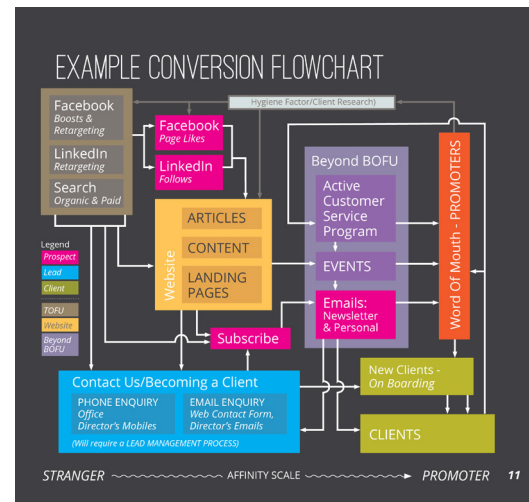 EXAMPLE CONVERSION FLOWCHART
Hygiene Factor/Client Research)
Facebook
Boosts &
Retargeting
LinkedIn
Retargeting
Search
Organic & Paid
Facebook
Page Likes
LinkedIn
Follows
Beyond BOFU
Active
Customer
Service
Program
EVENTS
Emails:
Newsletter
& Personal
Word Of Mouth - PROMOTERS
Website
ARTICLES
CONTENT
LANDING
PAGES
Legend
Prospect
Lead
Client
TOFU
Website
Beyond
BOFU
Subscribe
Contact Us/Becoming a Client
PHONE ENQUIRY
Office
Director's Mobiles
EMAIL ENQUIRY
Web Contact Form,
Director's Emails
(Will require a LEAD MANAGEMENT PROCESS)
New Clients -
On Boarding
CLIENTS
STRANGER
AFFINITY SCALE
PROMOTER
11